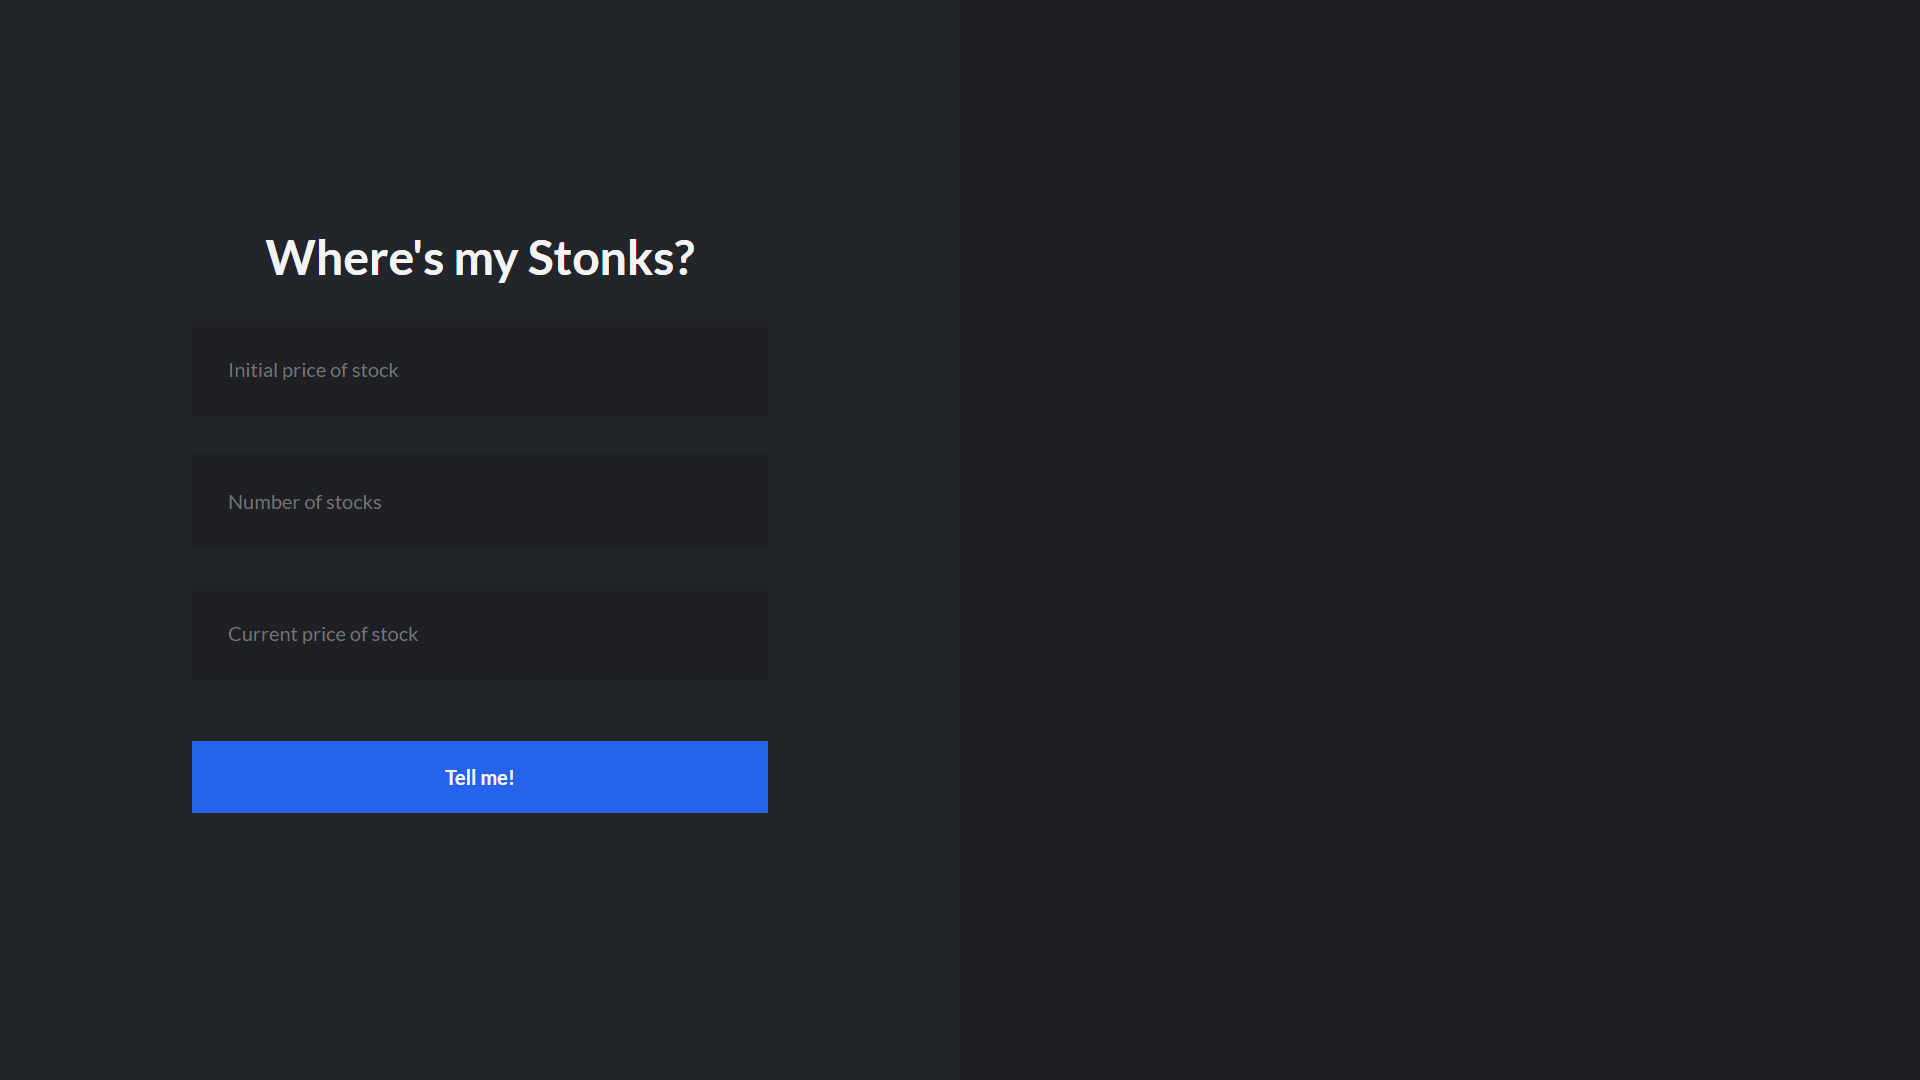 Where's my Stonks?
Initial price of stock
Number of stocks
Current price of stock
Tell me!